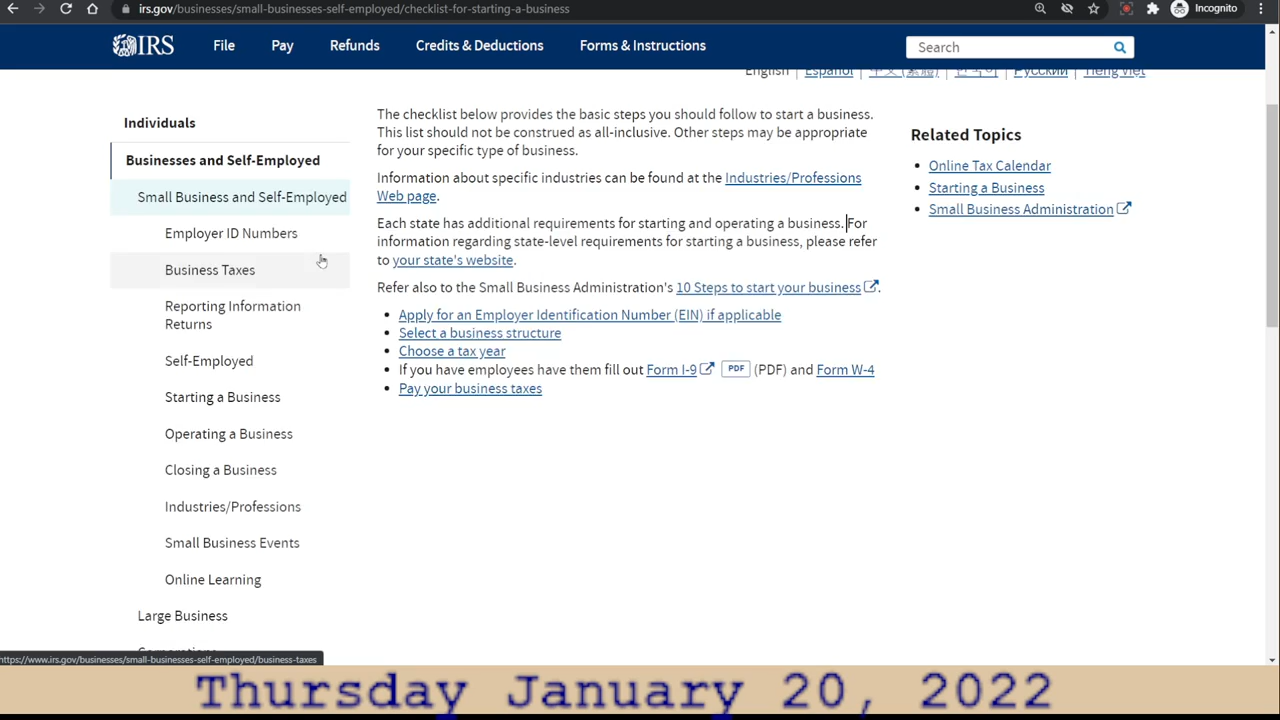 irs.gov/businesses/small-businesses-self-employed/checklist-for-starting-a-business
Incognito
IRS
File
Pay
Refunds
Credits & Deductions
Forms & Instructions
Search
English | Español | 中文 (繁體) | 한국어 | Русский | Tiếng Việt
Individuals
Businesses and Self-Employed
Small Business and Self-Employed
Employer ID Numbers
Business Taxes
Reporting Information
Returns
Self-Employed
Starting a Business
Operating a Business
Closing a Business
Industries/Professions
Small Business Events
Online Learning
Large Business
Corporations
The checklist below provides the basic steps you should follow to start a business.
This list should not be construed as all-inclusive. Other steps may be appropriate
for your specific type of business.
Information about specific industries can be found at the Industries/Professions
Web page.
Each state has additional requirements for starting and operating a business. For
information regarding state-level requirements for starting a business, please refer
to your state's website.
Refer also to the Small Business Administration's 10 Steps to start your business.
• Apply for an Employer Identification Number (EIN) if applicable
• Select a business structure
• Choose a tax year
• If you have employees have them fill out Form I-9 PDF (PDF) and Form W-4
• Pay your business taxes
Related Topics
• Online Tax Calendar
• Starting a Business
• Small Business Administration
https://www.irs.gov/businesses/small-businesses-self-employed/business-taxes
Thursday January 20, 2022